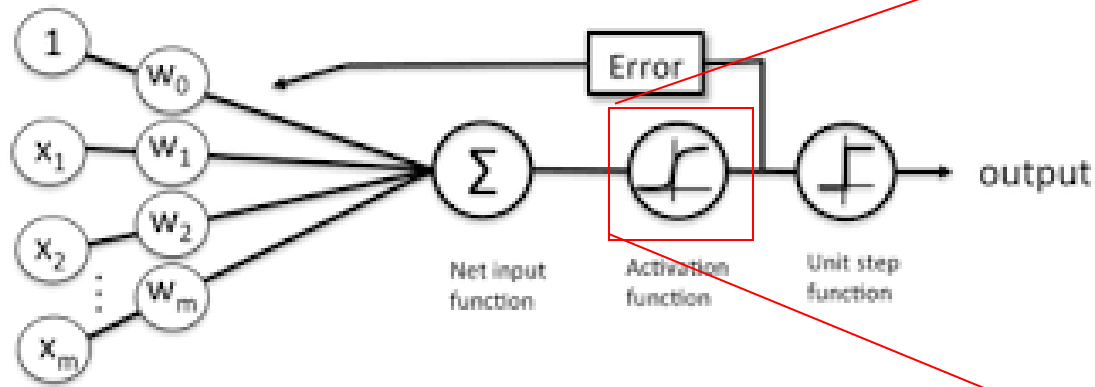 1
w0
Error
x1
w1
Σ
output
x2
w2
wm
xm
Net input
function
Activation
function
Unit step
function